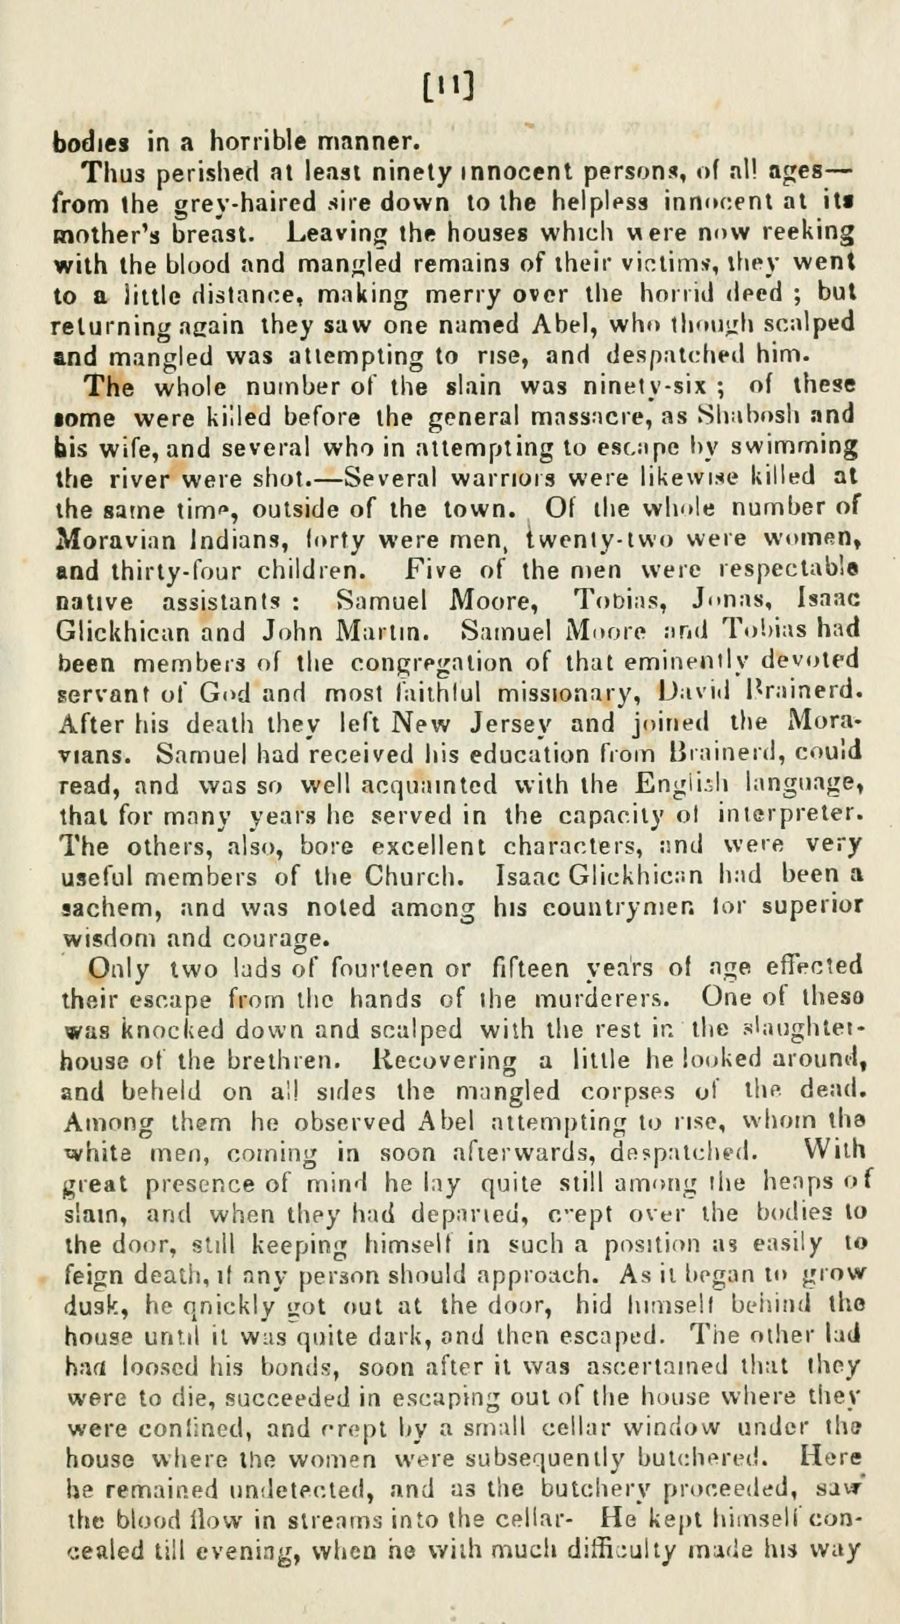 [11]
bodies in a horrible manner.
Thus perished at least ninety innocent persons, of all ages—
from the grey-haired sire down to the helpless innocent at its
mother's breast. Leaving the houses which were now reeking
with the blood and mangled remains of their victims, they went
to a little distance, making merry over the horrid deed ; but
returning again they saw one named Abel, who though scalped
and mangled was attempting to rise, and despatched him.
The whole number of the slain was ninety-six ; of these
some were killed before the general massacre, as Shabosh and
his wife, and several who in attempting to escape by swimming
the river were shot.—Several warriors were likewise killed at
the same time, outside of the town. Of the whole number of
Moravian Indians, forty were men, twenty-two were women,
and thirty-four children. Five of the men were respectable
native assistants : Samuel Moore, Tobias, Jonas, Isaac
Glickhican and John Martin. Samuel Moore and Tobias had
been members of the congregation of that eminently devoted
servant of God and most faithful missionary, David Brainerd.
After his death they left New Jersey and joined the Mora-
vians. Samuel had received his education from Brainerd, could
read, and was so well acquainted with the English language,
that for many years he served in the capacity of interpreter.
The others, also, bore excellent characters, and were very
useful members of the Church. Isaac Glickhican had been a
sachem, and was noted among his countrymen for superior
wisdom and courage.
Only two lads of fourteen or fifteen years of age effected
their escape from the hands of the murderers. One of these
was knocked down and scalped with the rest in the slaughter-
house of the brethren. Recovering a little he looked around,
and beheld on all sides the mangled corpses of the dead.
Among them he observed Abel attempting to rise, whom the
white men, coming in soon afterwards, despatched. With
great presence of mind he lay quite still among the heaps of
slain, and when they had departed, crept over the bodies to
the door, still keeping himself in such a position as easily to
feign death, if any person should approach. As it began to grow
dusk, he qnickly got out at the door, hid himself behind the
house until it was quite dark, and then escaped. The other lad
had loosed his bonds, soon after it was ascertained that they
were to die, succeeded in escaping out of the house where they
were confined, and crept by a small cellar window under the
house where the women were subsequently butchered. Here
he remained undetected, and as the butchery proceeded, saw
the blood flow in streams into the cellar- He kept himself con-
cealed till evening, when he with much difficulty made his way